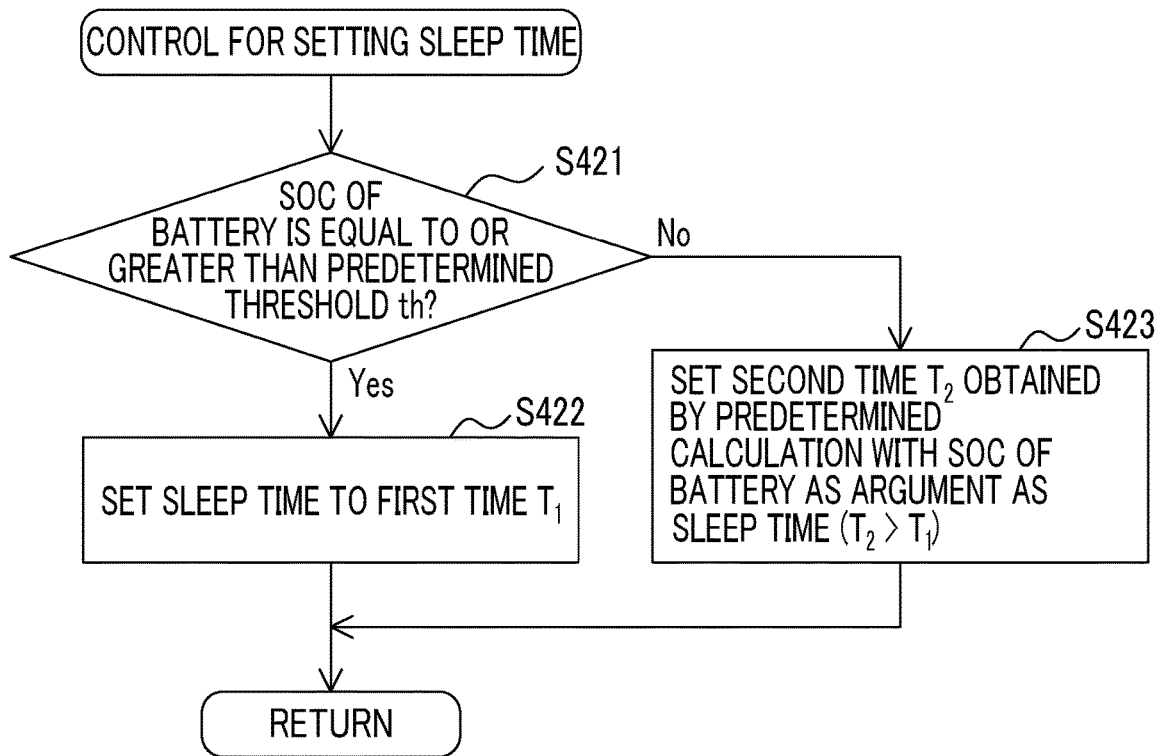 CONTROL FOR SETTING SLEEP TIME
S421
SOC OF
BATTERY IS EQUAL TO OR
GREATER THAN PREDETERMINED
THRESHOLD th?
No
Yes
S422
SET SLEEP TIME TO FIRST TIME T₁
S423
SET SECOND TIME T₂ OBTAINED
BY PREDETERMINED
CALCULATION WITH SOC OF
BATTERY AS ARGUMENT AS
SLEEP TIME (T₂ > T₁)
RETURN